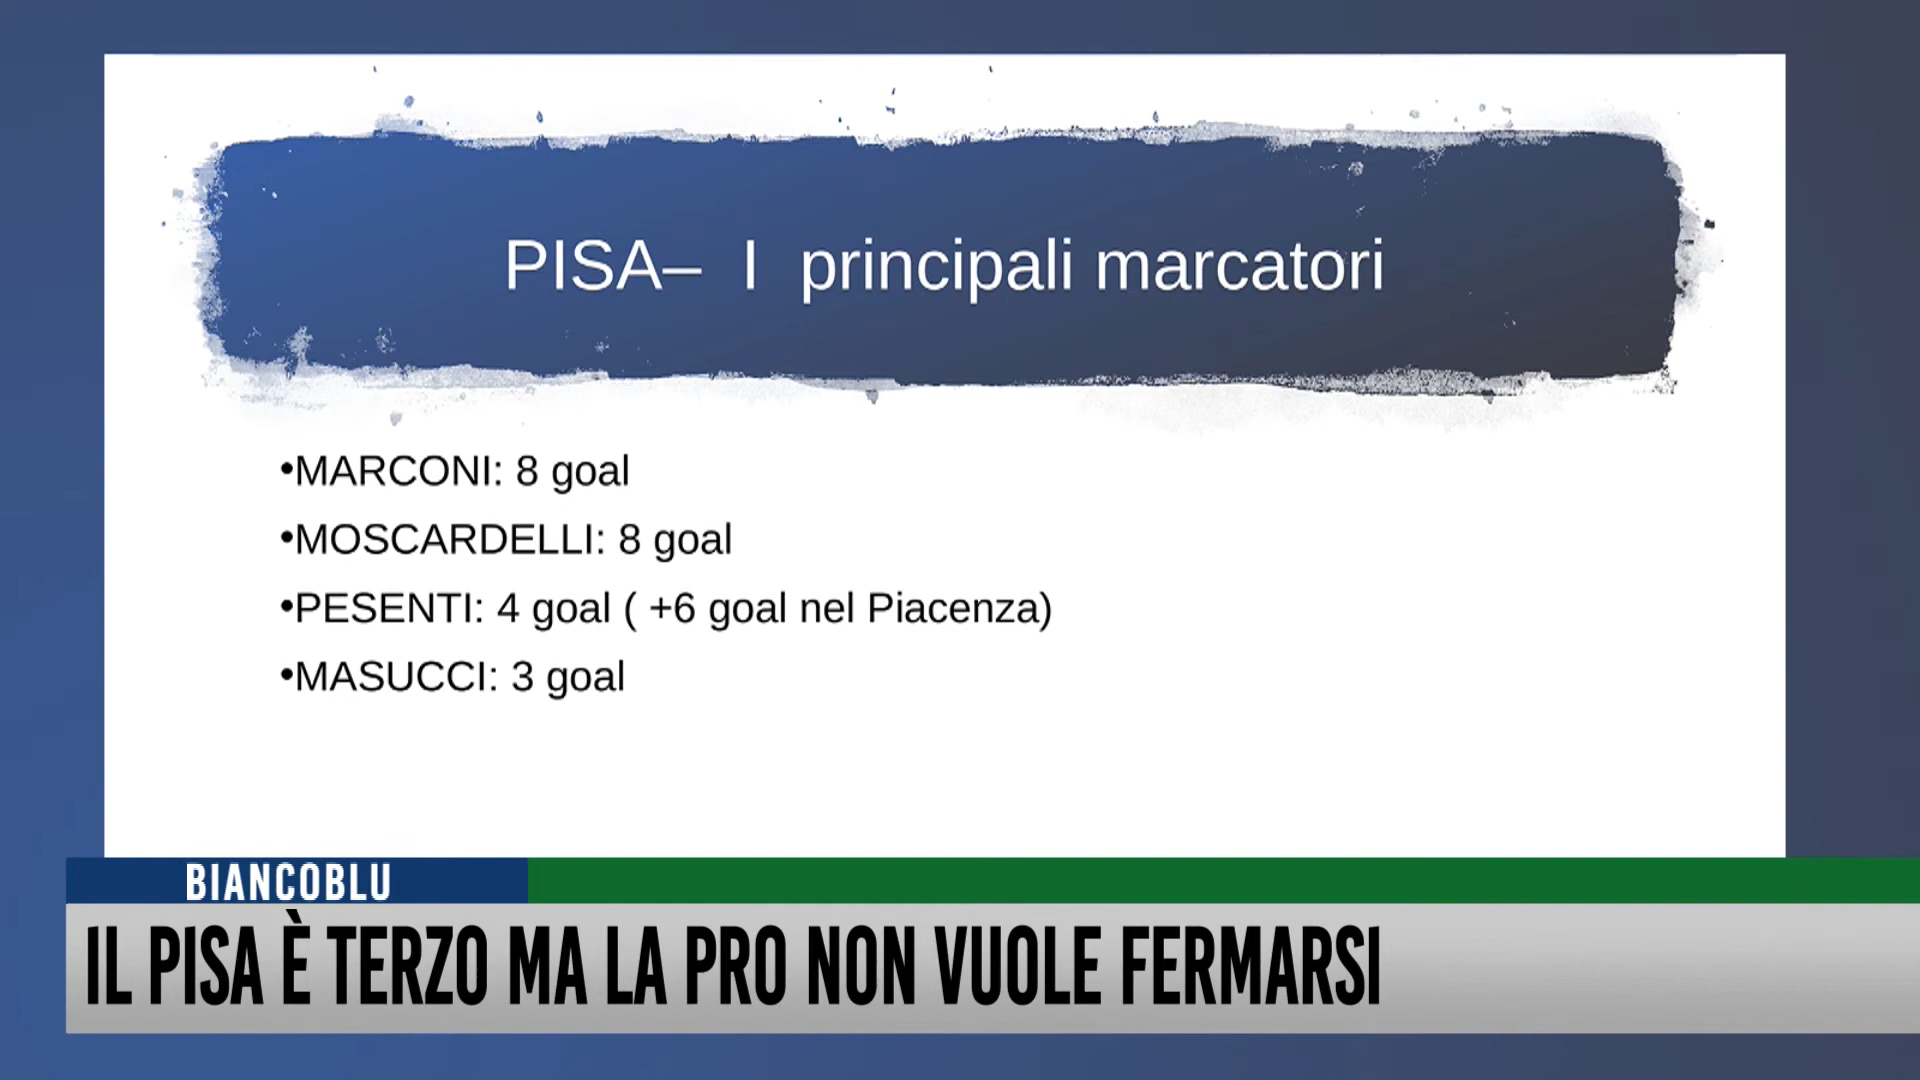 PISA– I principali marcatori
•MARCONI: 8 goal
•MOSCARDELLI: 8 goal
•PESENTI: 4 goal ( +6 goal nel Piacenza)
•MASUCCI: 3 goal
BIANCOBLU
IL PISA È TERZO MA LA PRO NON VUOLE FERMARSI